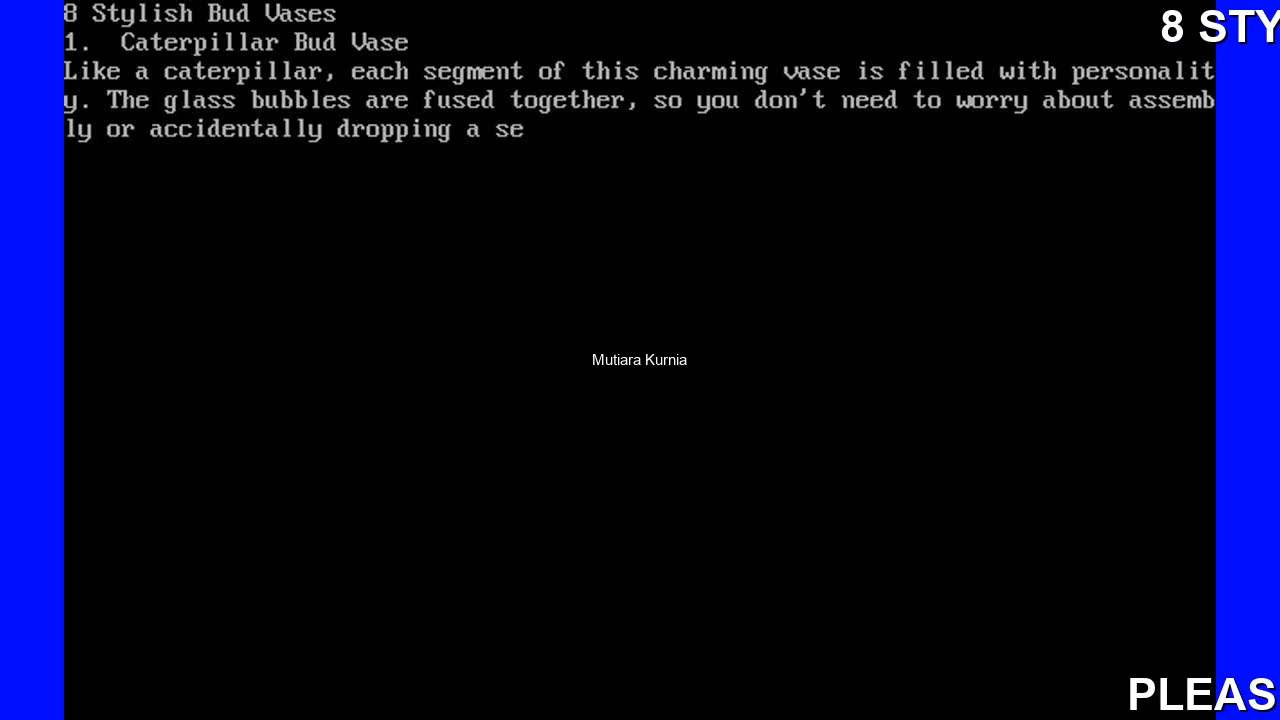 8 Stylish Bud Vases
8 STY
1.  Caterpillar Bud Vase
Like a caterpillar, each segment of this charming vase is filled with personalit
y. The glass bubbles are fused together, so you don't need to worry about assemb
ly or accidentally dropping a se
Mutiara Kurnia
PLEAS